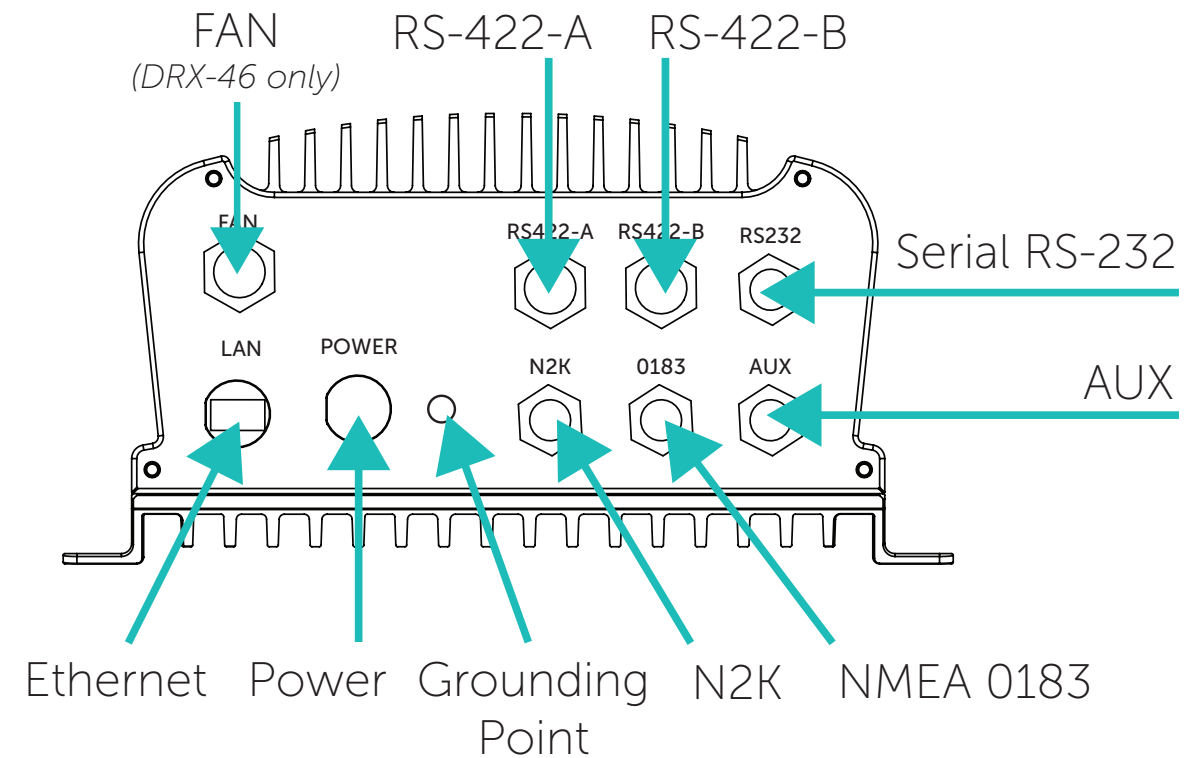 FAN
(DRX-46 only)
RS-422-A
RS-422-B
FAN
RS422-A
RS422-B
RS232
Serial RS-232
LAN
POWER
N2K
0183
AUX
AUX
Ethernet
Power
Grounding
Point
N2K
NMEA 0183